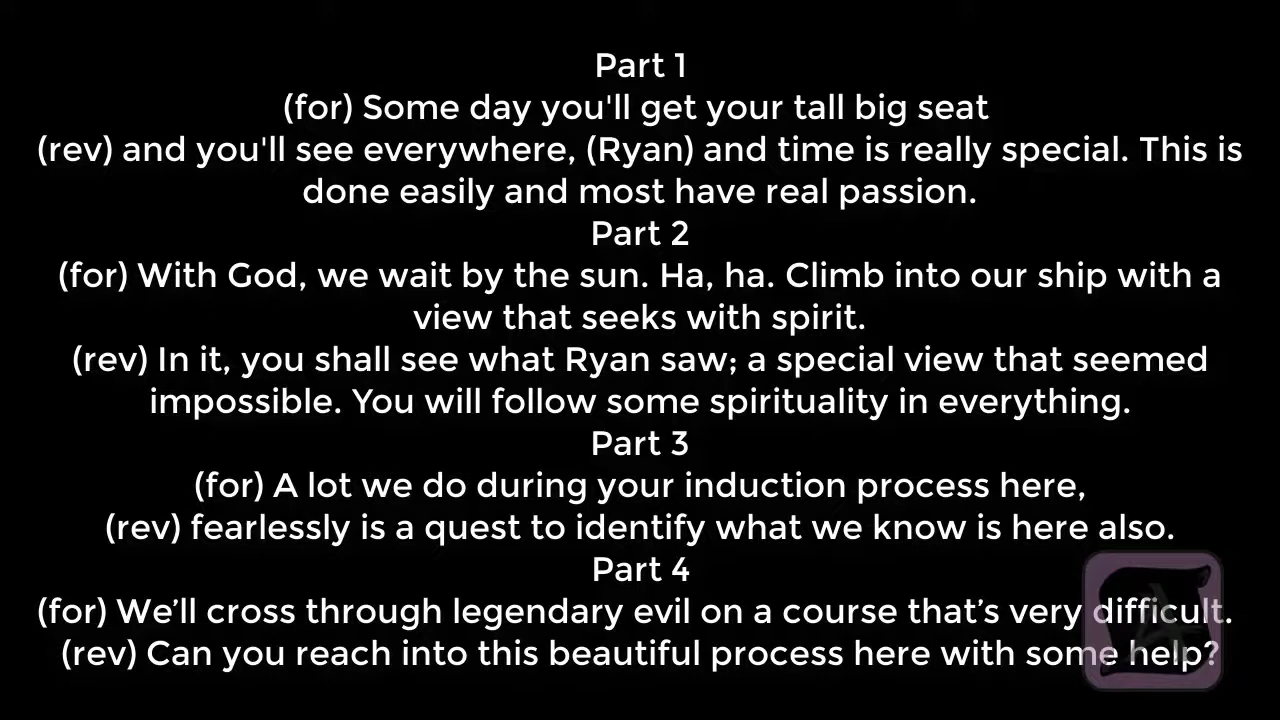 Part 1
(for) Some day you'll get your tall big seat
(rev) and you'll see everywhere, (Ryan) and time is really special. This is
done easily and most have real passion.
Part 2
(for) With God, we wait by the sun. Ha, ha. Climb into our ship with a
view that seeks with spirit.
(rev) In it, you shall see what Ryan saw; a special view that seemed
impossible. You will follow some spirituality in everything.
Part 3
(for) A lot we do during your induction process here,
(rev) fearlessly is a quest to identify what we know is here also.
Part 4
(for) We’ll cross through legendary evil on a course that’s very difficult.
(rev) Can you reach into this beautiful process here with some help?